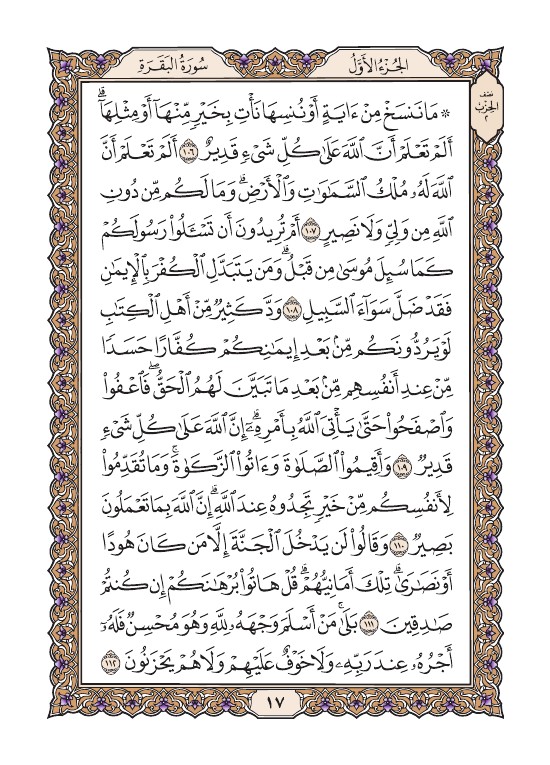 سُورَةُ البَقَرَةِ
الجُزْءُ الأَوَّلُ
نصف
الحزب
٢
* مَا نَنسَخْ مِنْ ءَايَةٍ أَوْ نُنسِهَا نَأْتِ بِخَيْرٍ مِّنْهَآ أَوْ مِثْلِهَآۗ
أَلَمْ تَعْلَمْ أَنَّ ٱللَّهَ عَلَىٰ كُلِّ شَىْءٍ قَدِيرٌ ١٠٦ أَلَمْ تَعْلَمْ أَنَّ
ٱللَّهَ لَهُۥ مُلْكُ ٱلسَّمَٰوَٰتِ وَٱلْأَرْضِۗ وَمَا لَكُم مِّن دُونِ
ٱللَّهِ مِن وَلِىٍّ وَلَا نَصِيرٍ ١٠٧ أَمْ تُرِيدُونَ أَن تَسْـَٔلُوا۟ رَسُولَكُمْ
كَمَا سُئِلَ مُوسَىٰ مِن قَبْلُۗ وَمَن يَتَبَدَّلِ ٱلْكُفْرَ بِٱلْإِيمَٰنِ
فَقَدْ ضَلَّ سَوَآءَ ٱلسَّبِيلِ ١٠٨ وَدَّ كَثِيرٌ مِّنْ أَهْلِ ٱلْكِتَٰبِ
لَوْ يَرُدُّونَكُم مِّنۢ بَعْدِ إِيمَٰنِكُمْ كُفَّارًا حَسَدًا
مِّنْ عِندِ أَنفُسِهِم مِّنۢ بَعْدِ مَا تَبَيَّنَ لَهُمُ ٱلْحَقُّۖ فَٱعْفُوا۟
وَٱصْفَحُوا۟ حَتَّىٰ يَأْتِىَ ٱللَّهُ بِأَمْرِهِۦٓۗ إِنَّ ٱللَّهَ عَلَىٰ كُلِّ شَىْءٍ
قَدِيرٌ ١٠٩ وَأَقِيمُوا۟ ٱلصَّلَوٰةَ وَءَاتُوا۟ ٱلزَّكَوٰةَۚ وَمَا تُقَدِّمُوا۟
لِأَنفُسِكُم مِّنْ خَيْرٍ تَجِدُوهُ عِندَ ٱللَّهِۗ إِنَّ ٱللَّهَ بِمَا تَعْمَلُونَ
بَصِيرٌ ١١٠ وَقَالُوا۟ لَن يَدْخُلَ ٱلْجَنَّةَ إِلَّا مَن كَانَ هُودًا
أَوْ نَصَٰرَىٰۗ تِلْكَ أَمَانِيُّهُمْۗ قُلْ هَاتُوا۟ بُرْهَٰنَكُمْ إِن كُنتُمْ
صَٰدِقِينَ ١١١ بَلَىٰۚ مَنْ أَسْلَمَ وَجْهَهُۥ لِلَّهِ وَهُوَ مُحْسِنٌ فَلَهُۥٓ
أَجْرُهُۥ عِندَ رَبِّهِۦ وَلَا خَوْفٌ عَلَيْهِمْ وَلَا هُمْ يَحْزَنُونَ ١١٢
١٧